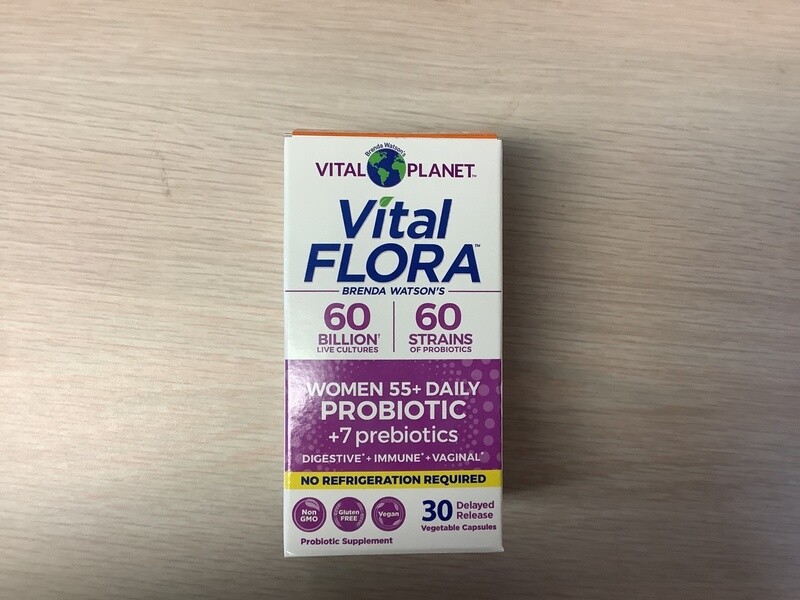 Brenda Watson's
VITAL PLANET™
Vital
FLORA™
BRENDA WATSON'S
60 BILLION† LIVE CULTURES
60 STRAINS OF PROBIOTICS
WOMEN 55+ DAILY
PROBIOTIC
+7 prebiotics
DIGESTIVE* + IMMUNE* + VAGINAL*
NO REFRIGERATION REQUIRED
Non GMO
Gluten FREE
Vegan
30 Delayed Release
Vegetable Capsules
Probiotic Supplement